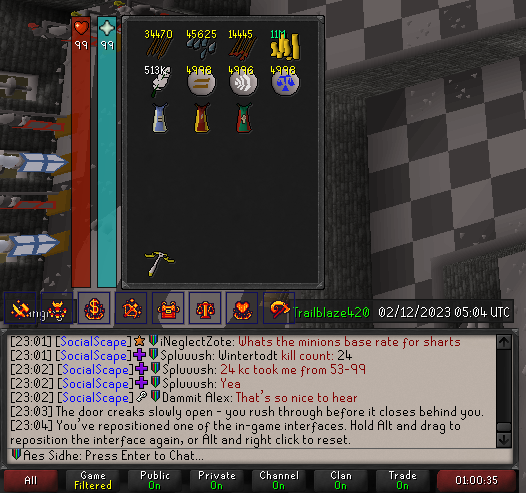 34470 45625 14445 11M
99 99
513K 4998 4996 4998
Trailblaze420 02/12/2023 05:04 UTC
[23:01] [SocialScape] iNeglectZote: Whats the minions base rate for sharts
[23:01] [SocialScape] Spluuush: Wintertodt kill count: 24
[23:02] [SocialScape] Spluuush: 24 kc took me from 53-99
[23:02] [SocialScape] Spluuush: Yea
[23:02] [SocialScape] Dammit Alex: That's so nice to hear
[23:03] The door creaks slowly open - you rush through before it closes behind you.
[23:04] You've repositioned one of the in-game interfaces. Hold Alt and drag to
reposition the interface again, or Alt and right click to reset.
Aes Sidhe: Press Enter to Chat...
All Game Public Private Channel Clan Trade 01:00:35
Filtered On On On On On